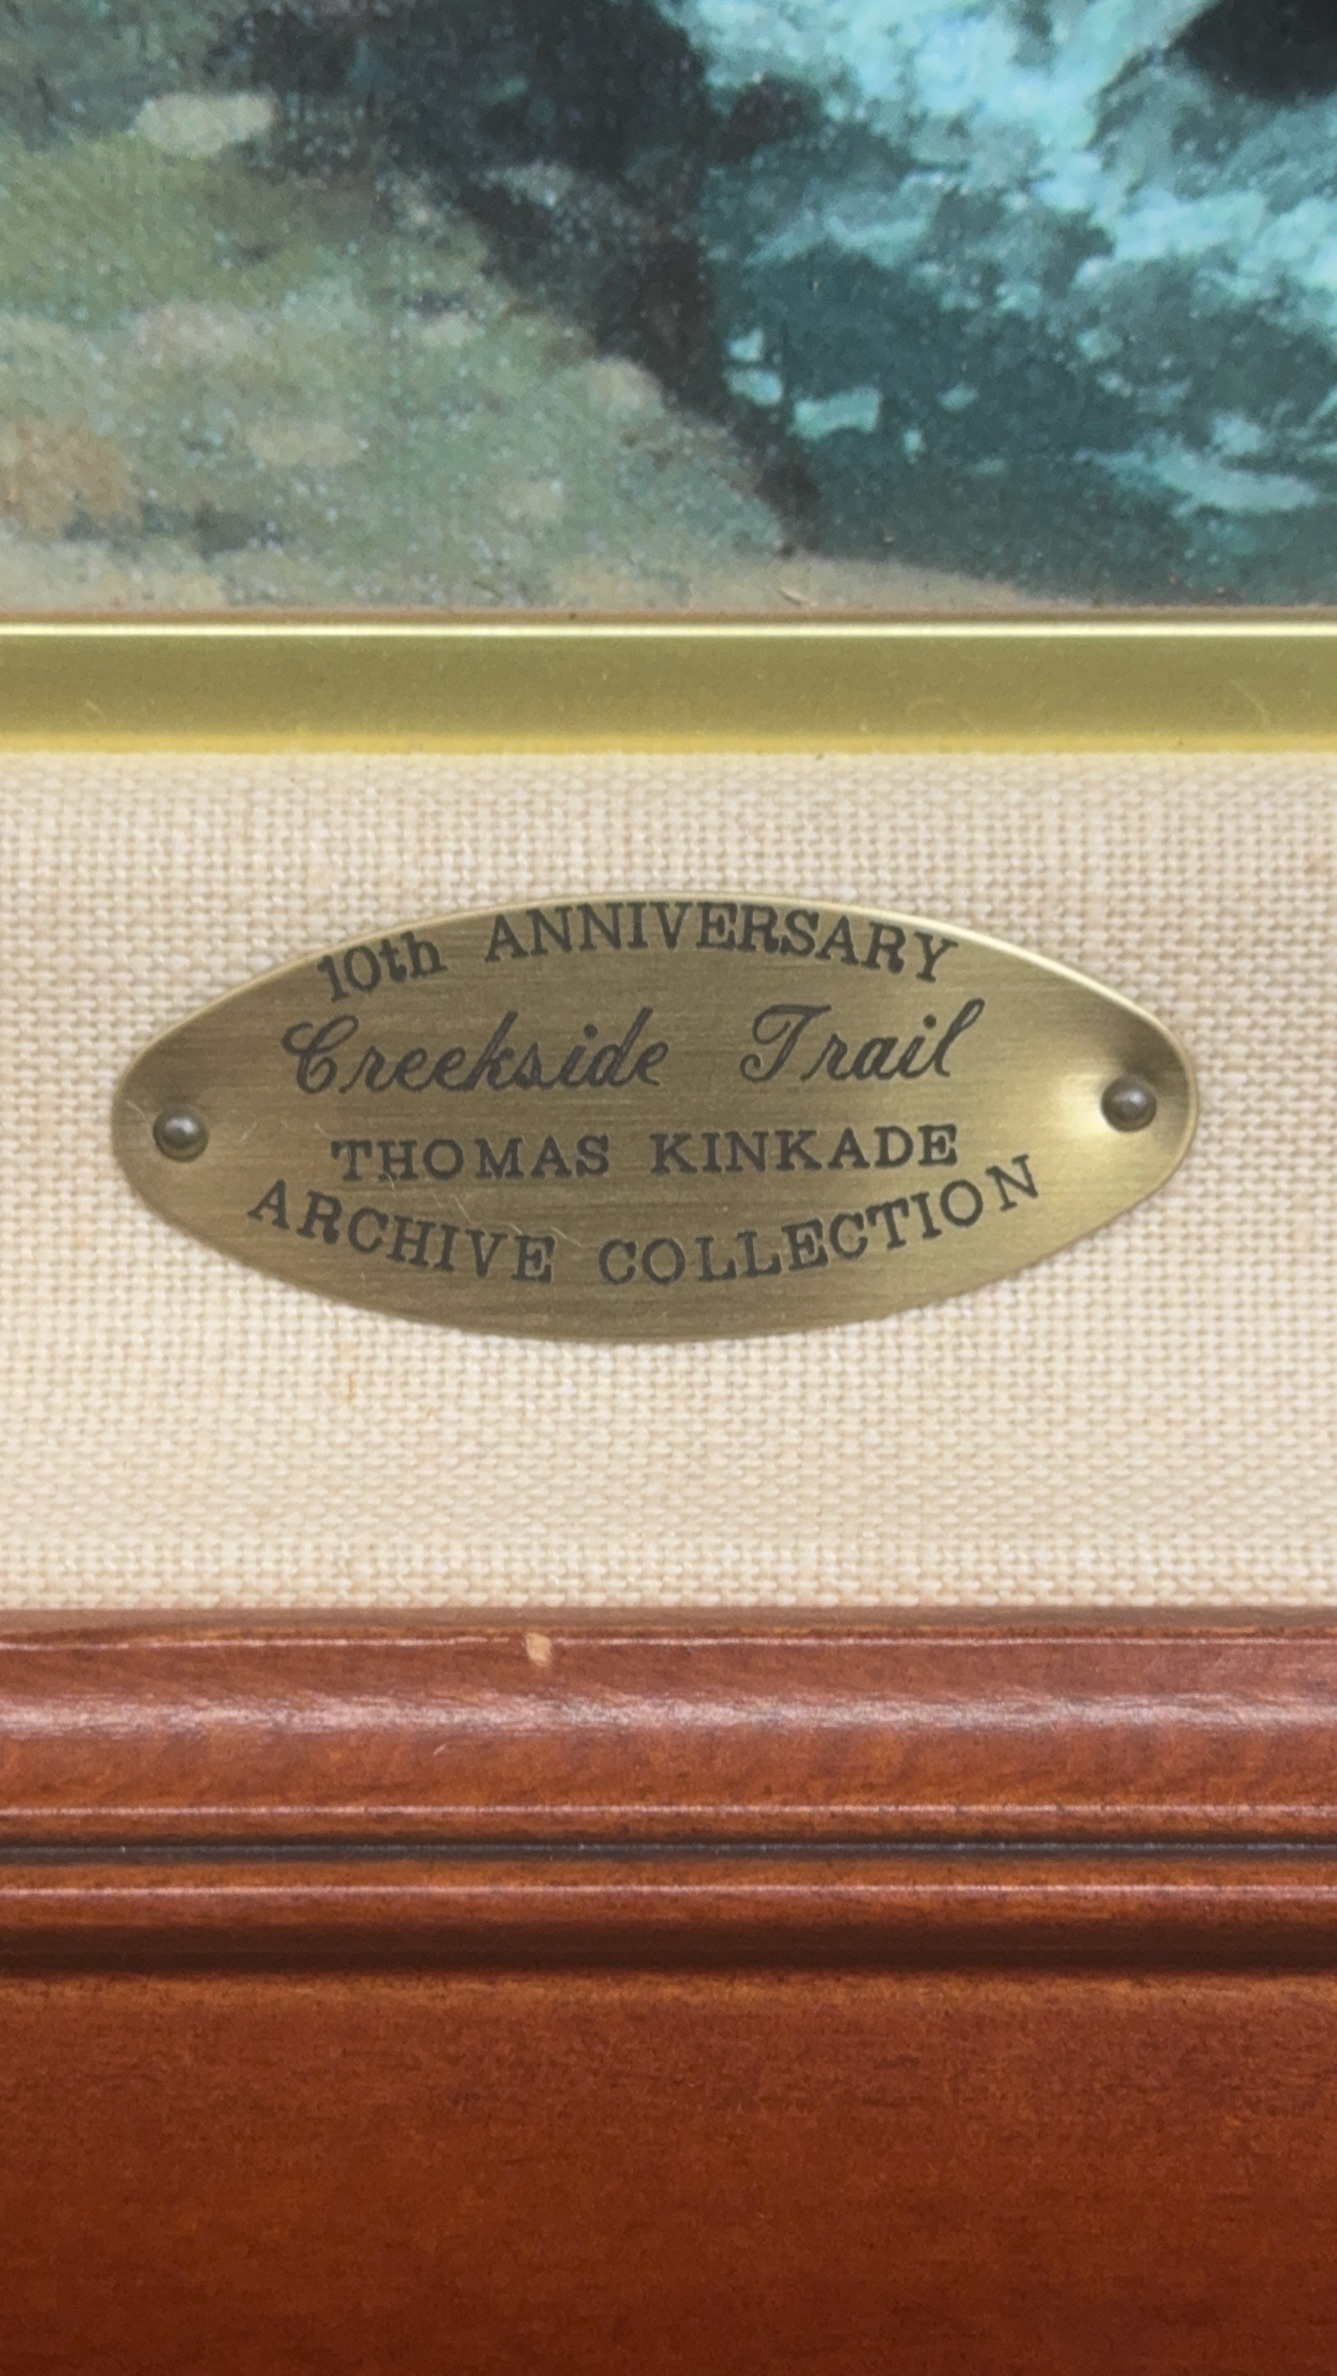 10th ANNIVERSARY
Creekside Trail
THOMAS KINKADE
ARCHIVE COLLECTION